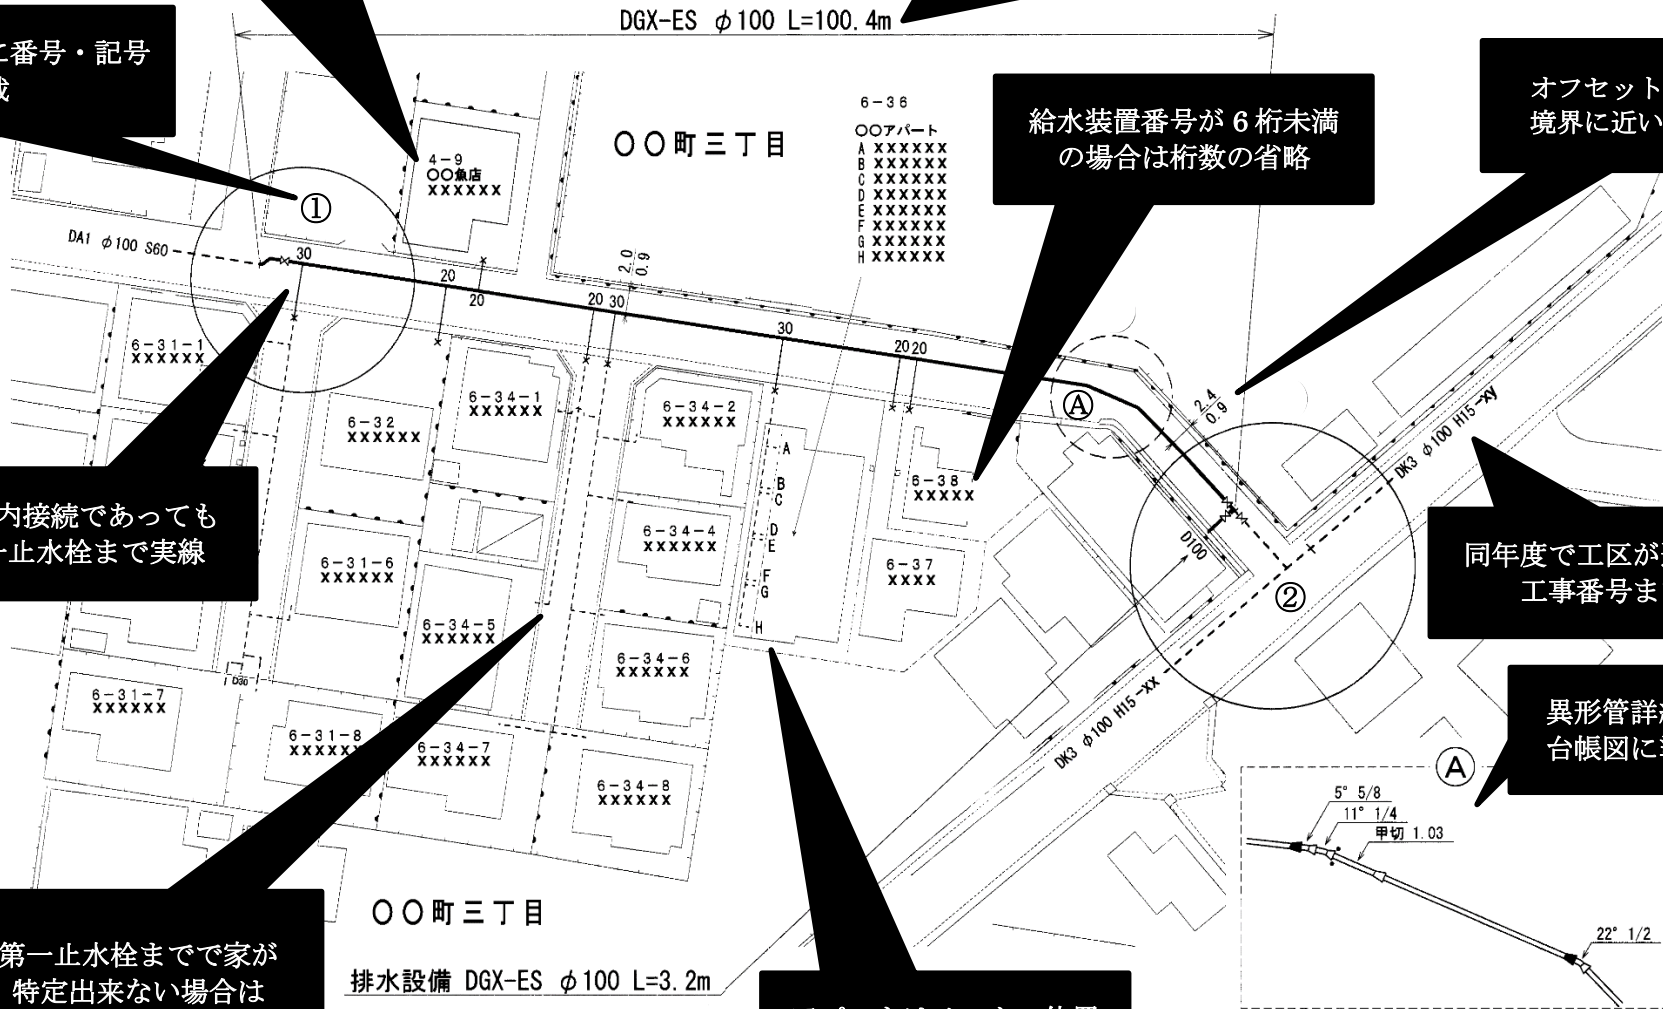 DGX-ES φ100 L=100.4m
番号・記号
オフセット
境界に近い
給水装置番号が6桁未満
の場合は桁数の省略
〇〇町三丁目
6-36
〇〇アパート
A XXXXXX
B XXXXXX
C XXXXXX
D XXXXXX
E XXXXXX
F XXXXXX
G XXXXXX
H XXXXXX
4-9
〇〇魚店
XXXXXX
①
DA1 φ100 S60
30
20
20
20 30
2.0
0.9
30
20 20
Ⓐ
2.4
0.9
DK3 φ100 H15-xy
6-31-1
XXXXXX
6-32
XXXXXX
6-34-1
XXXXXX
6-34-2
XXXXXX
A
B
C
D
E
F
G
H
6-38
XXXXX
内接続であっても
止水栓まで実線
6-31-6
XXXXXX
6-34-4
XXXXXX
6-37
XXXX
D100
②
同年度で工区が
工事番号ま
6-34-5
XXXXXX
6-34-6
XXXXXX
D30
6-31-7
XXXXXX
6-31-8
XXXXXX
6-34-7
XXXXXX
6-34-8
XXXXXX
DK3 φ100 H15-xx
異形管詳
台帳図に
Ⓐ
5° 5/8
11° 1/4
甲切 1.03
22° 1/2
〇〇町三丁目
第一止水栓までで家が
特定出来ない場合は
排水設備 DGX-ES φ100 L=3.2m